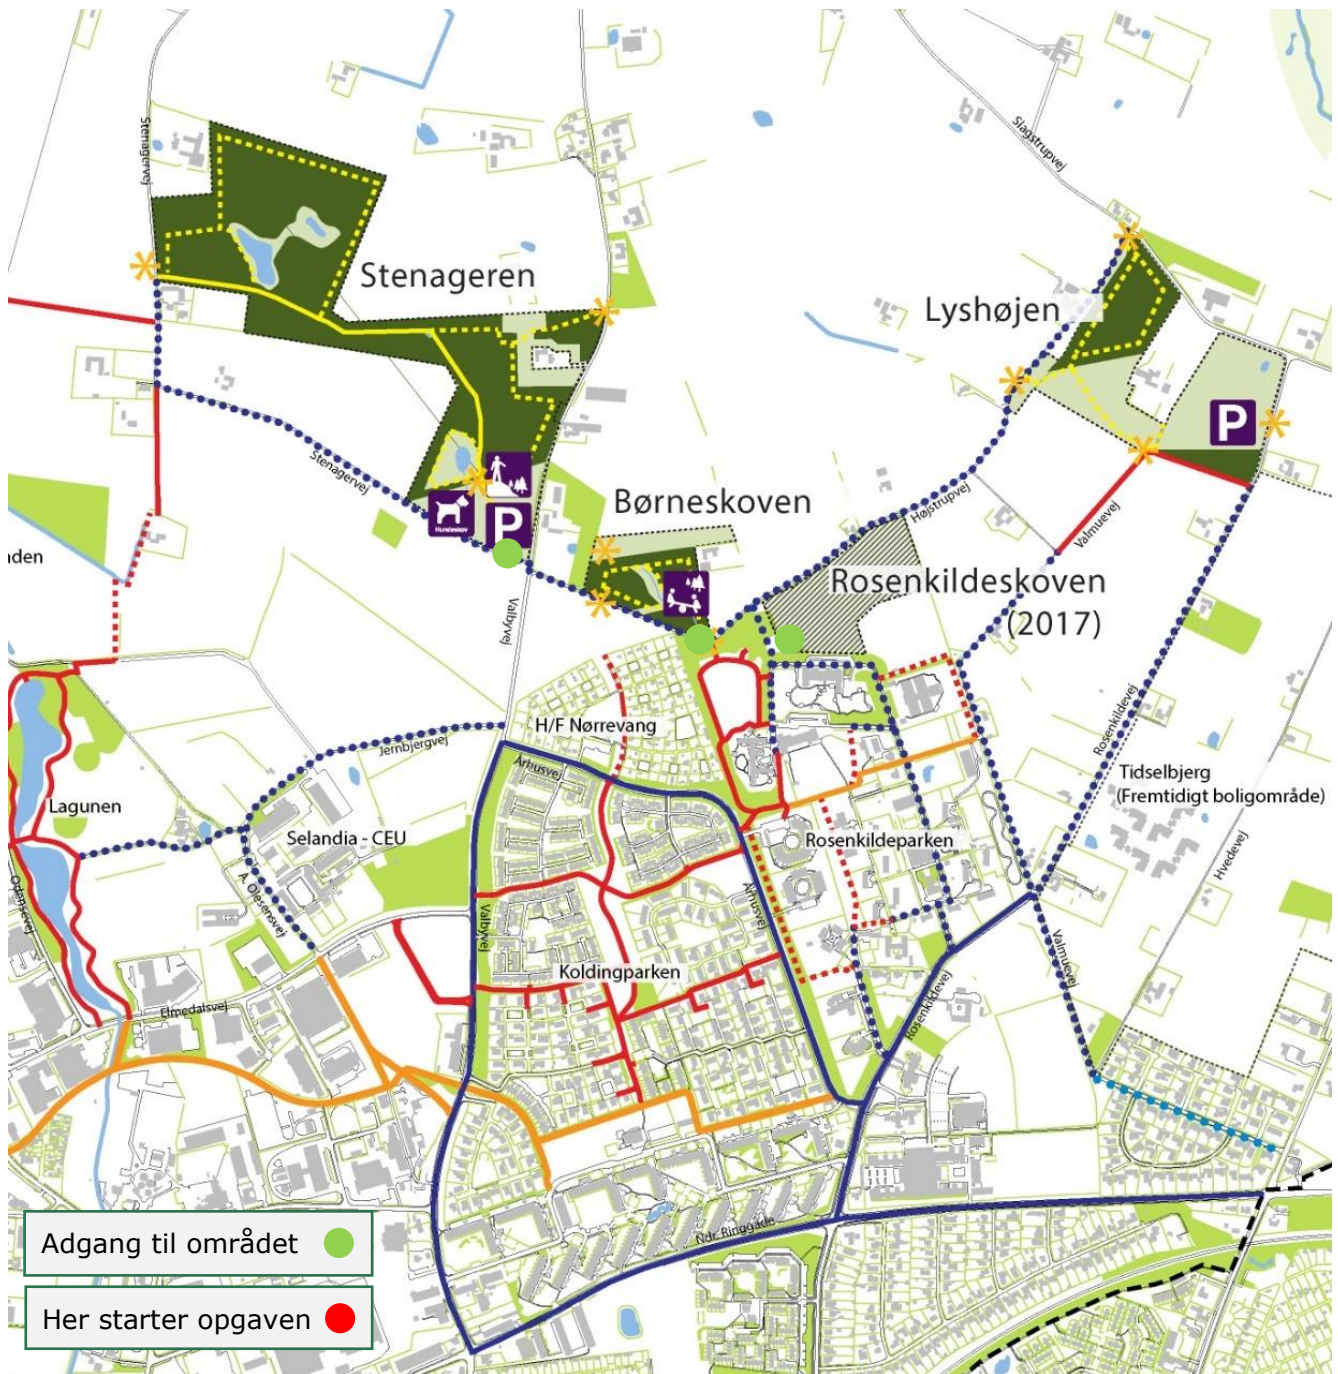 Stenagervej
Slagstrupvej
Stenageren
Lyshøjen
P
Stenagervej
Hundeskov
P
Børneskoven
Højstrupvej
Valmuevej
Rosenkildeskoven
(2017)
Valbyvej
H/F Nørrevang
Rosenkildevej
Jernbjergvej
Århusvej
Tidselbjerg
(Fremtidigt boligområde)
Lagunen
Selandia - CEU
Rosenkildeparken
Hvedevej
Odensevej
A. Olesensvej
Valbyvej
Århusvej
Koldingparken
Valmuevej
Rosenkildevej
Elmedalsvej
Ndr. Ringgade
Adgang til området
Her starter opgaven